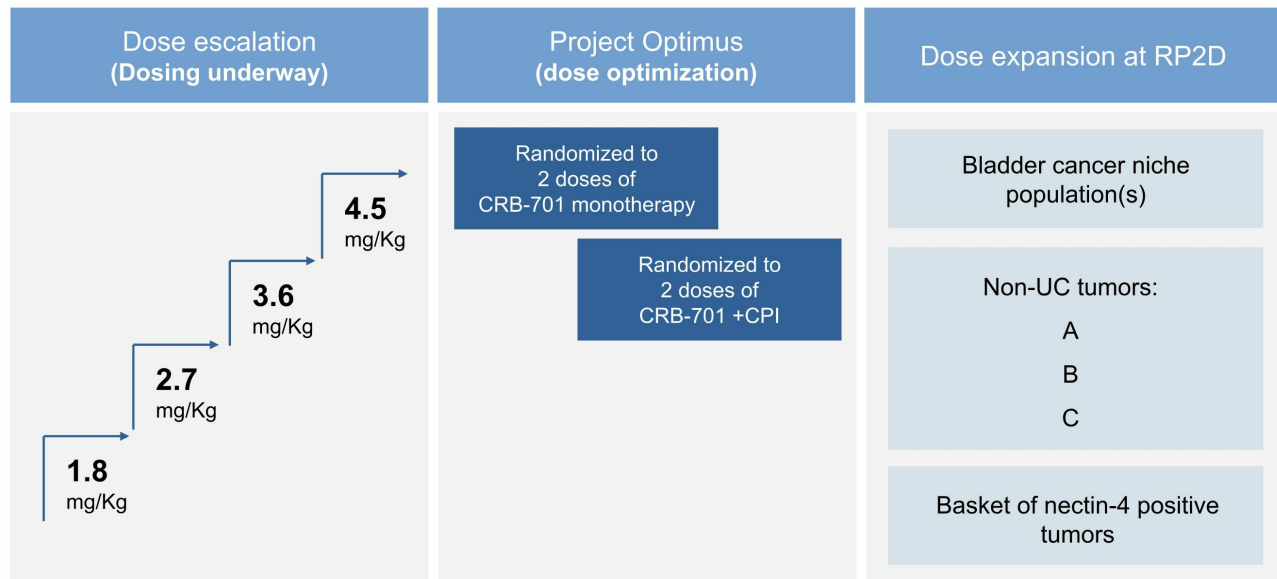 Dose escalation
(Dosing underway)
Project Optimus
(dose optimization)
Dose expansion at RP2D
4.5
mg/Kg
3.6
mg/Kg
2.7
mg/Kg
1.8
mg/Kg
Randomized to
2 doses of
CRB-701 monotherapy
Randomized to
2 doses of
CRB-701 +CPI
Bladder cancer niche
population(s)
Non-UC tumors:
A
B
C
Basket of nectin-4 positive
tumors